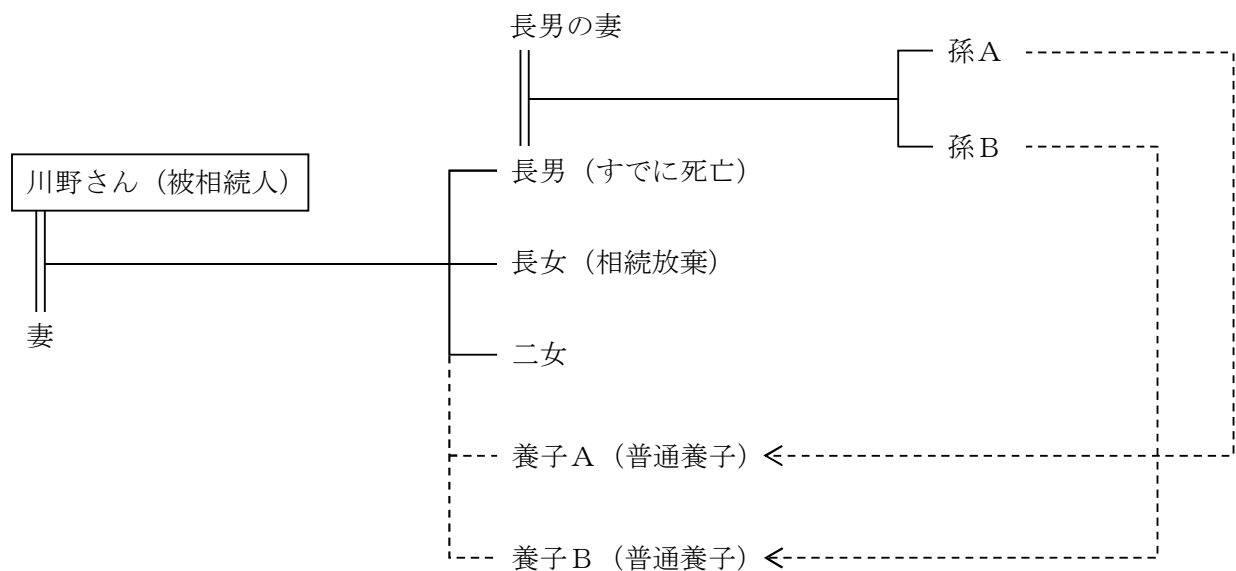 長男の妻
孫A
孫B
川野さん（被相続人）
長男（すでに死亡）
長女（相続放棄）
妻
二女
養子A（普通養子）
養子B（普通養子）